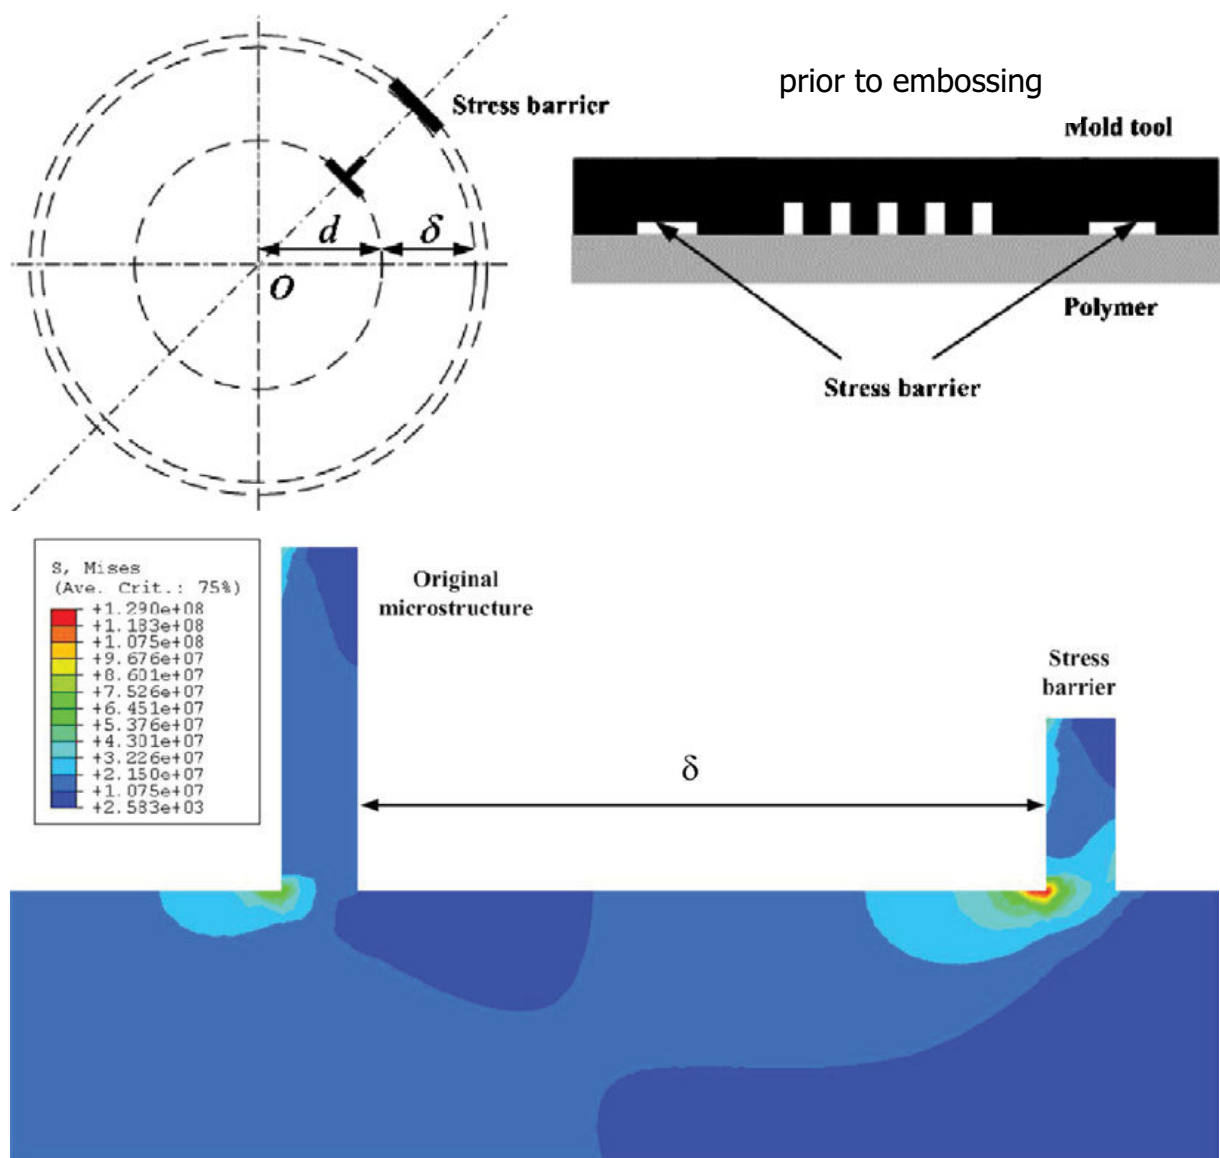 prior to embossing
Stress barrier
Mold tool
d
δ
O
Polymer
Stress barrier
S, Mises
(Ave. Crit.: 75%)
+1.290e+08
+1.183e+08
+1.075e+08
+9.676e+07
+8.601e+07
+7.526e+07
+6.451e+07
+5.376e+07
+4.301e+07
+3.226e+07
+2.150e+07
+1.075e+07
+2.583e+03
Original
microstructure
Stress
barrier
δ